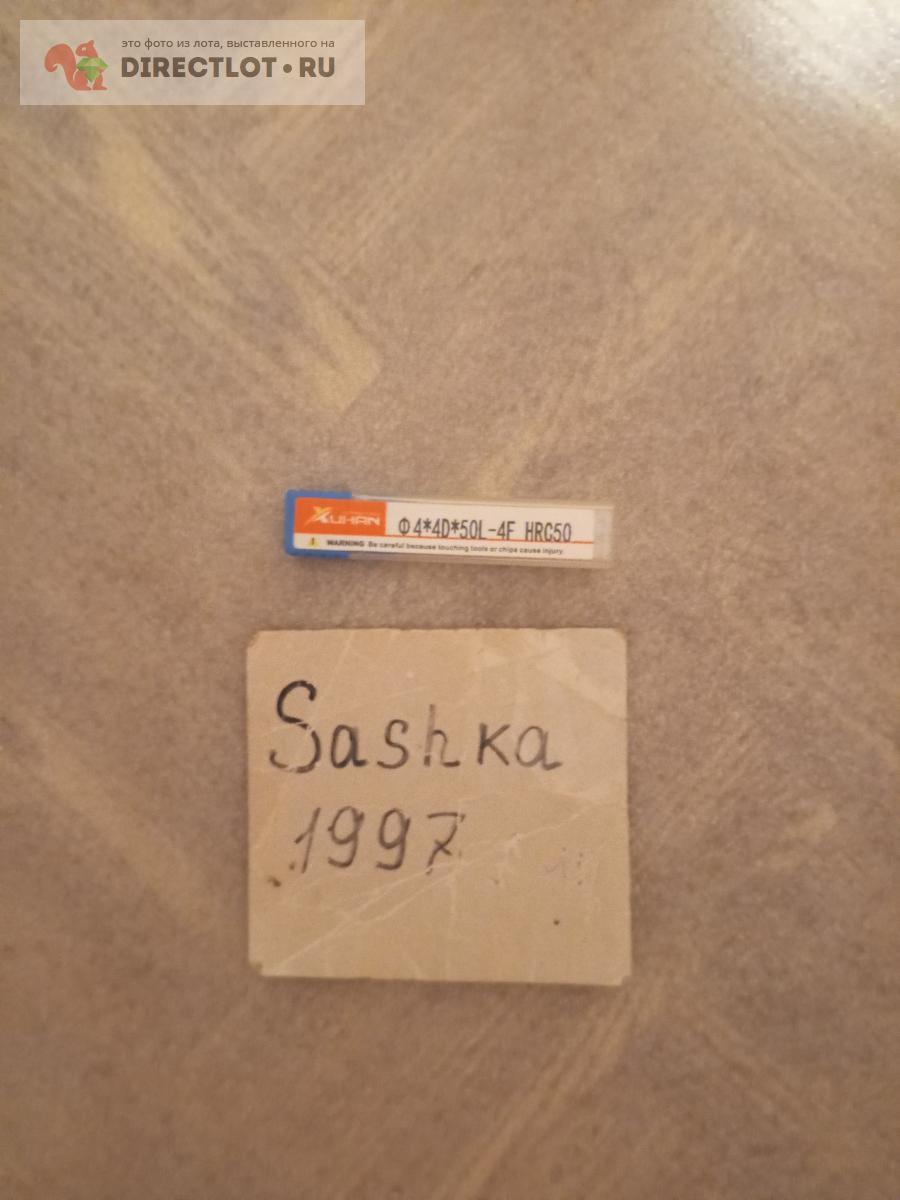 это фото из лота, выставленного на
DIRECTLOT•RU
XUHAN
Φ4*4D*50L-4F HRC50
WARNING Be careful because touching tools or chips cause injury.
Sashka
1997